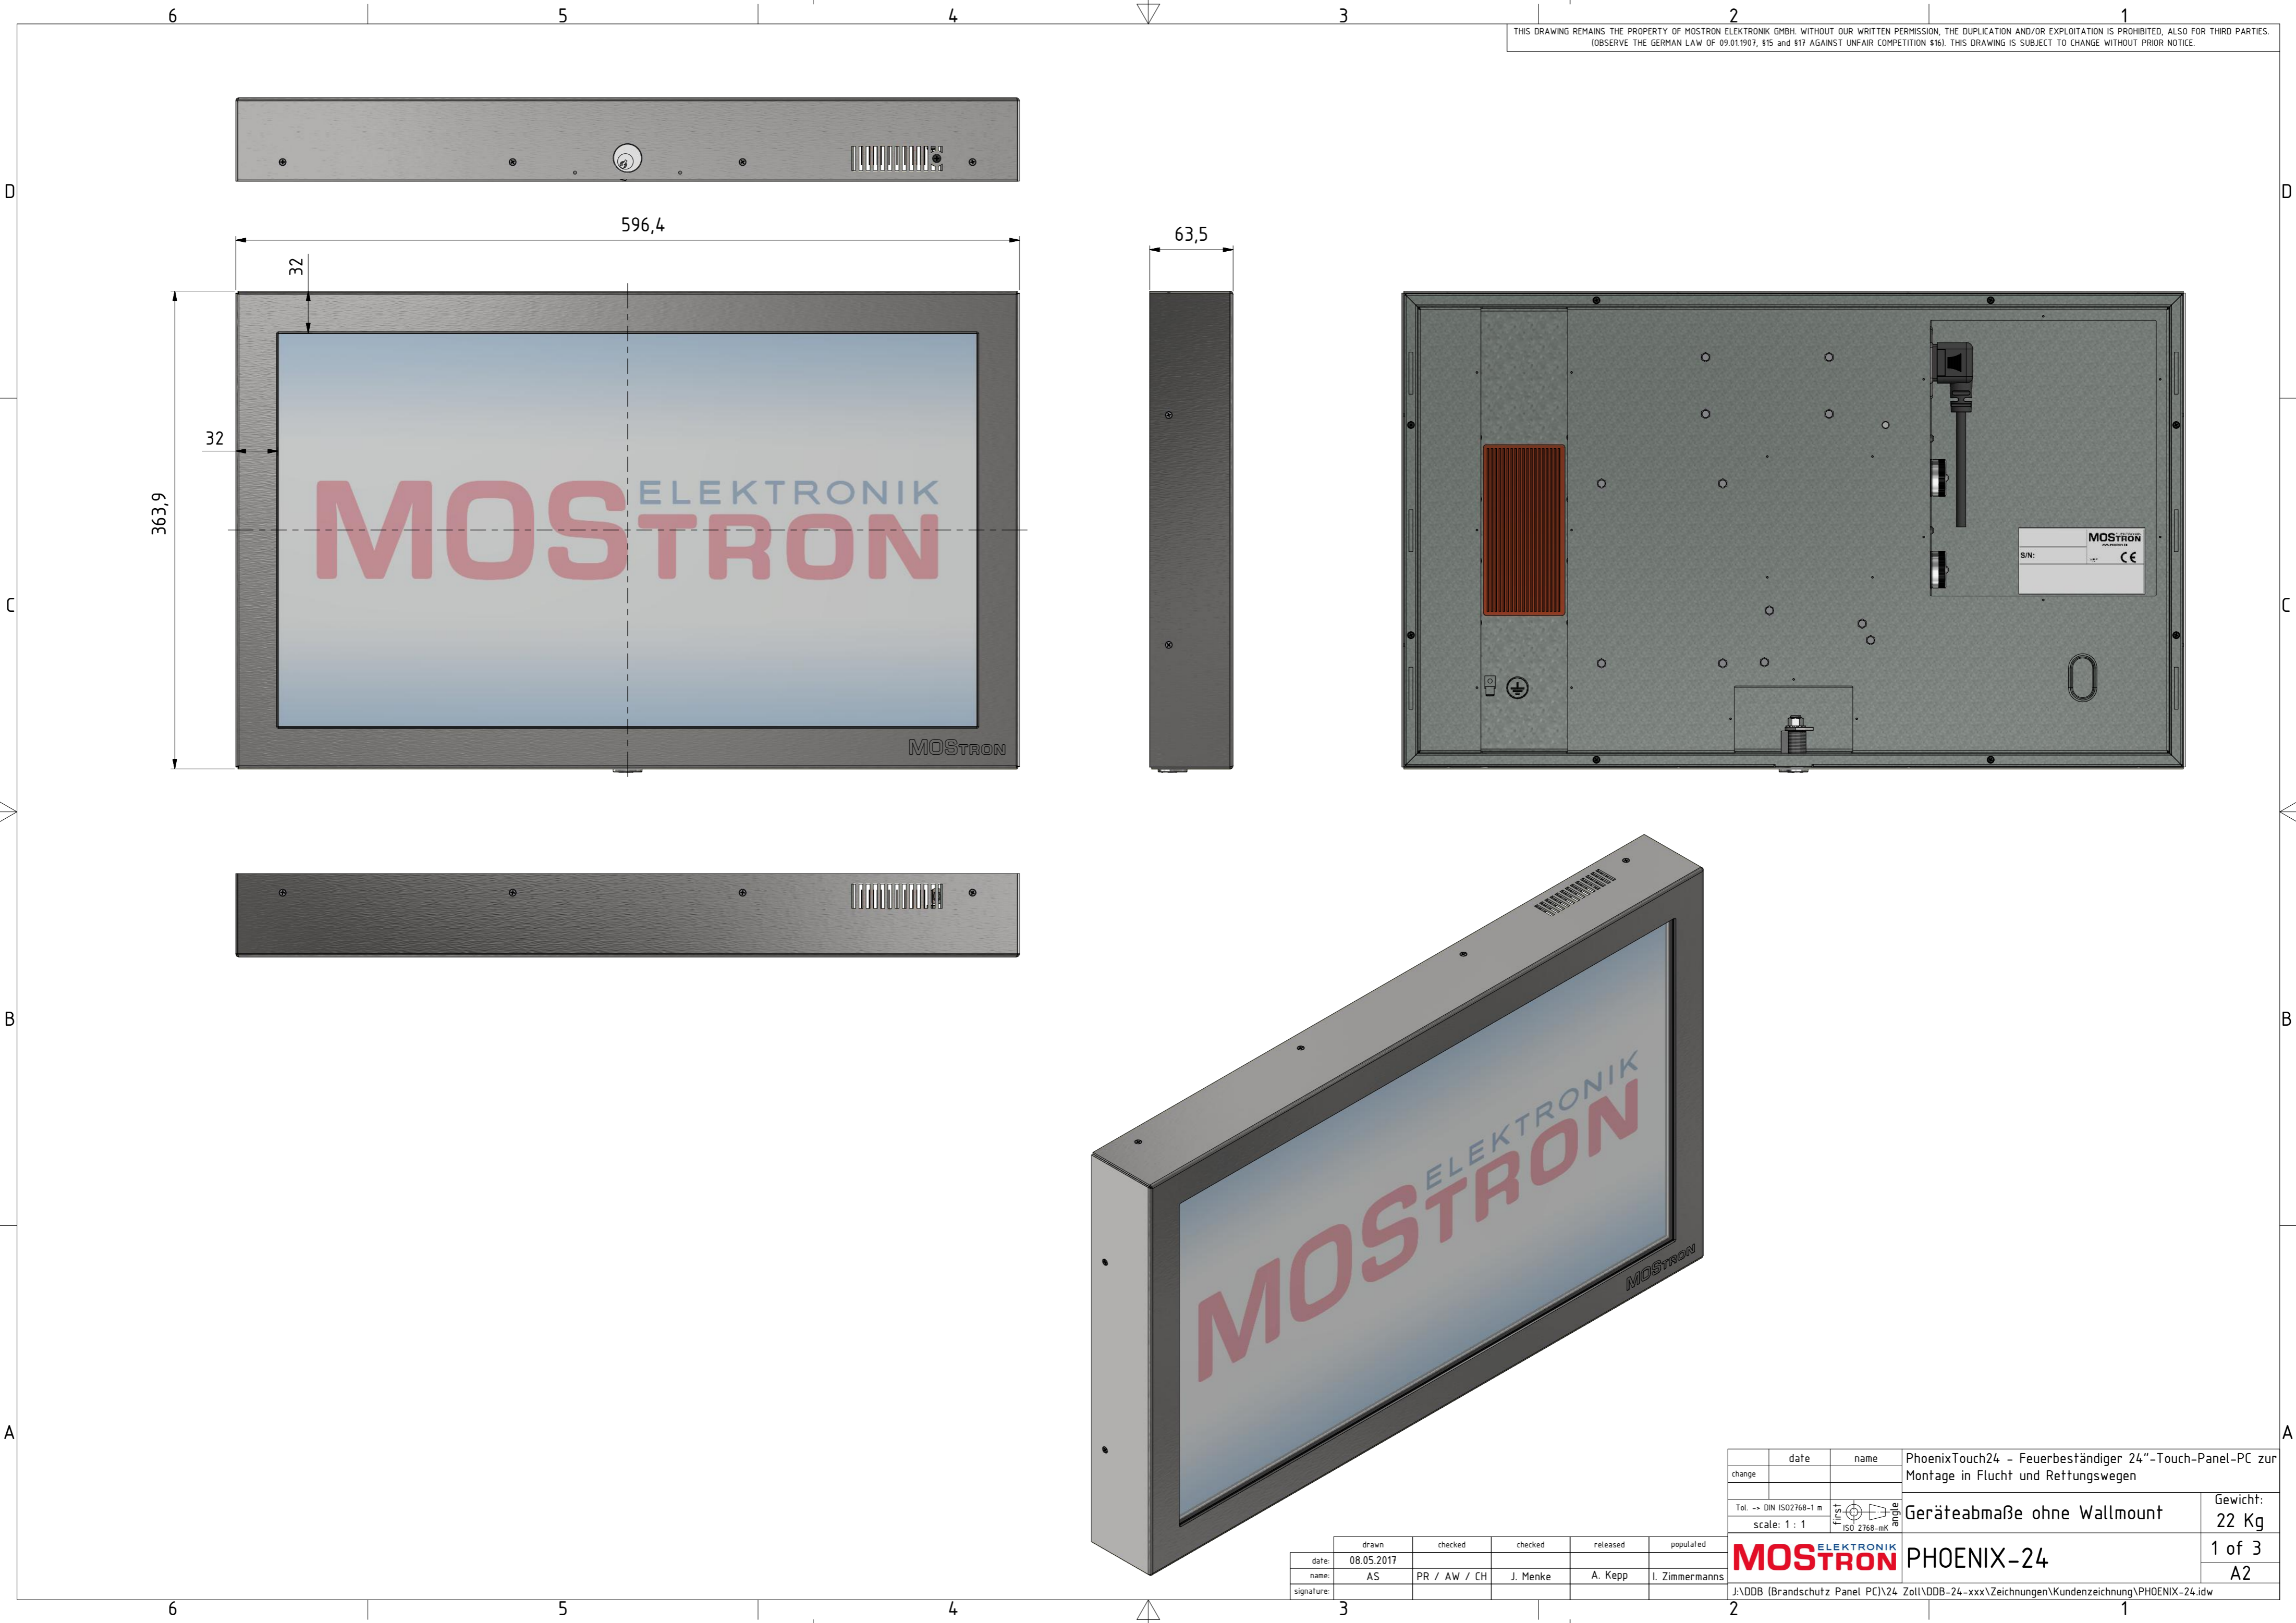 6 5 4 3 2 1
THIS DRAWING REMAINS THE PROPERTY OF MOSTRON ELEKTRONIK GMBH. WITHOUT OUR WRITTEN PERMISSION, THE DUPLICATION AND/OR EXPLOITATION IS PROHIBITED, ALSO FOR THIRD PARTIES.
(OBSERVE THE GERMAN LAW OF 09.01.1907, §15 and §17 AGAINST UNFAIR COMPETITION $16). THIS DRAWING IS SUBJECT TO CHANGE WITHOUT PRIOR NOTICE.
D D
596,4
63,5
32
32
363,9
ELEKTRONIK
MOSTRON
MOSTRON
MOSTRON
S/N:
CE
C C
B B
ELEKTRONIK
MOSTRON
MOSTRON
A A
date name
change
PhoenixTouch24 - Feuerbeständiger 24"-Touch-Panel-PC zur
Montage in Flucht und Rettungswegen
Tol. -> DIN ISO2768-1 m
scale: 1 : 1
first angle
ISO 2768-mK
Geräteabmaße ohne Wallmount
Gewicht:
22 Kg
drawn checked checked released populated
date: 08.05.2017
name: AS PR / AW / CH J. Menke A. Kepp I. Zimmermanns
signature:
ELEKTRONIK
MOSTRON
PHOENIX-24
1 of 3
A2
J:\DDB (Brandschutz Panel PC)\24 Zoll\DDB-24-xxx\Zeichnungen\Kundenzeichnung\PHOENIX-24.idw
6 5 4 3 2 1